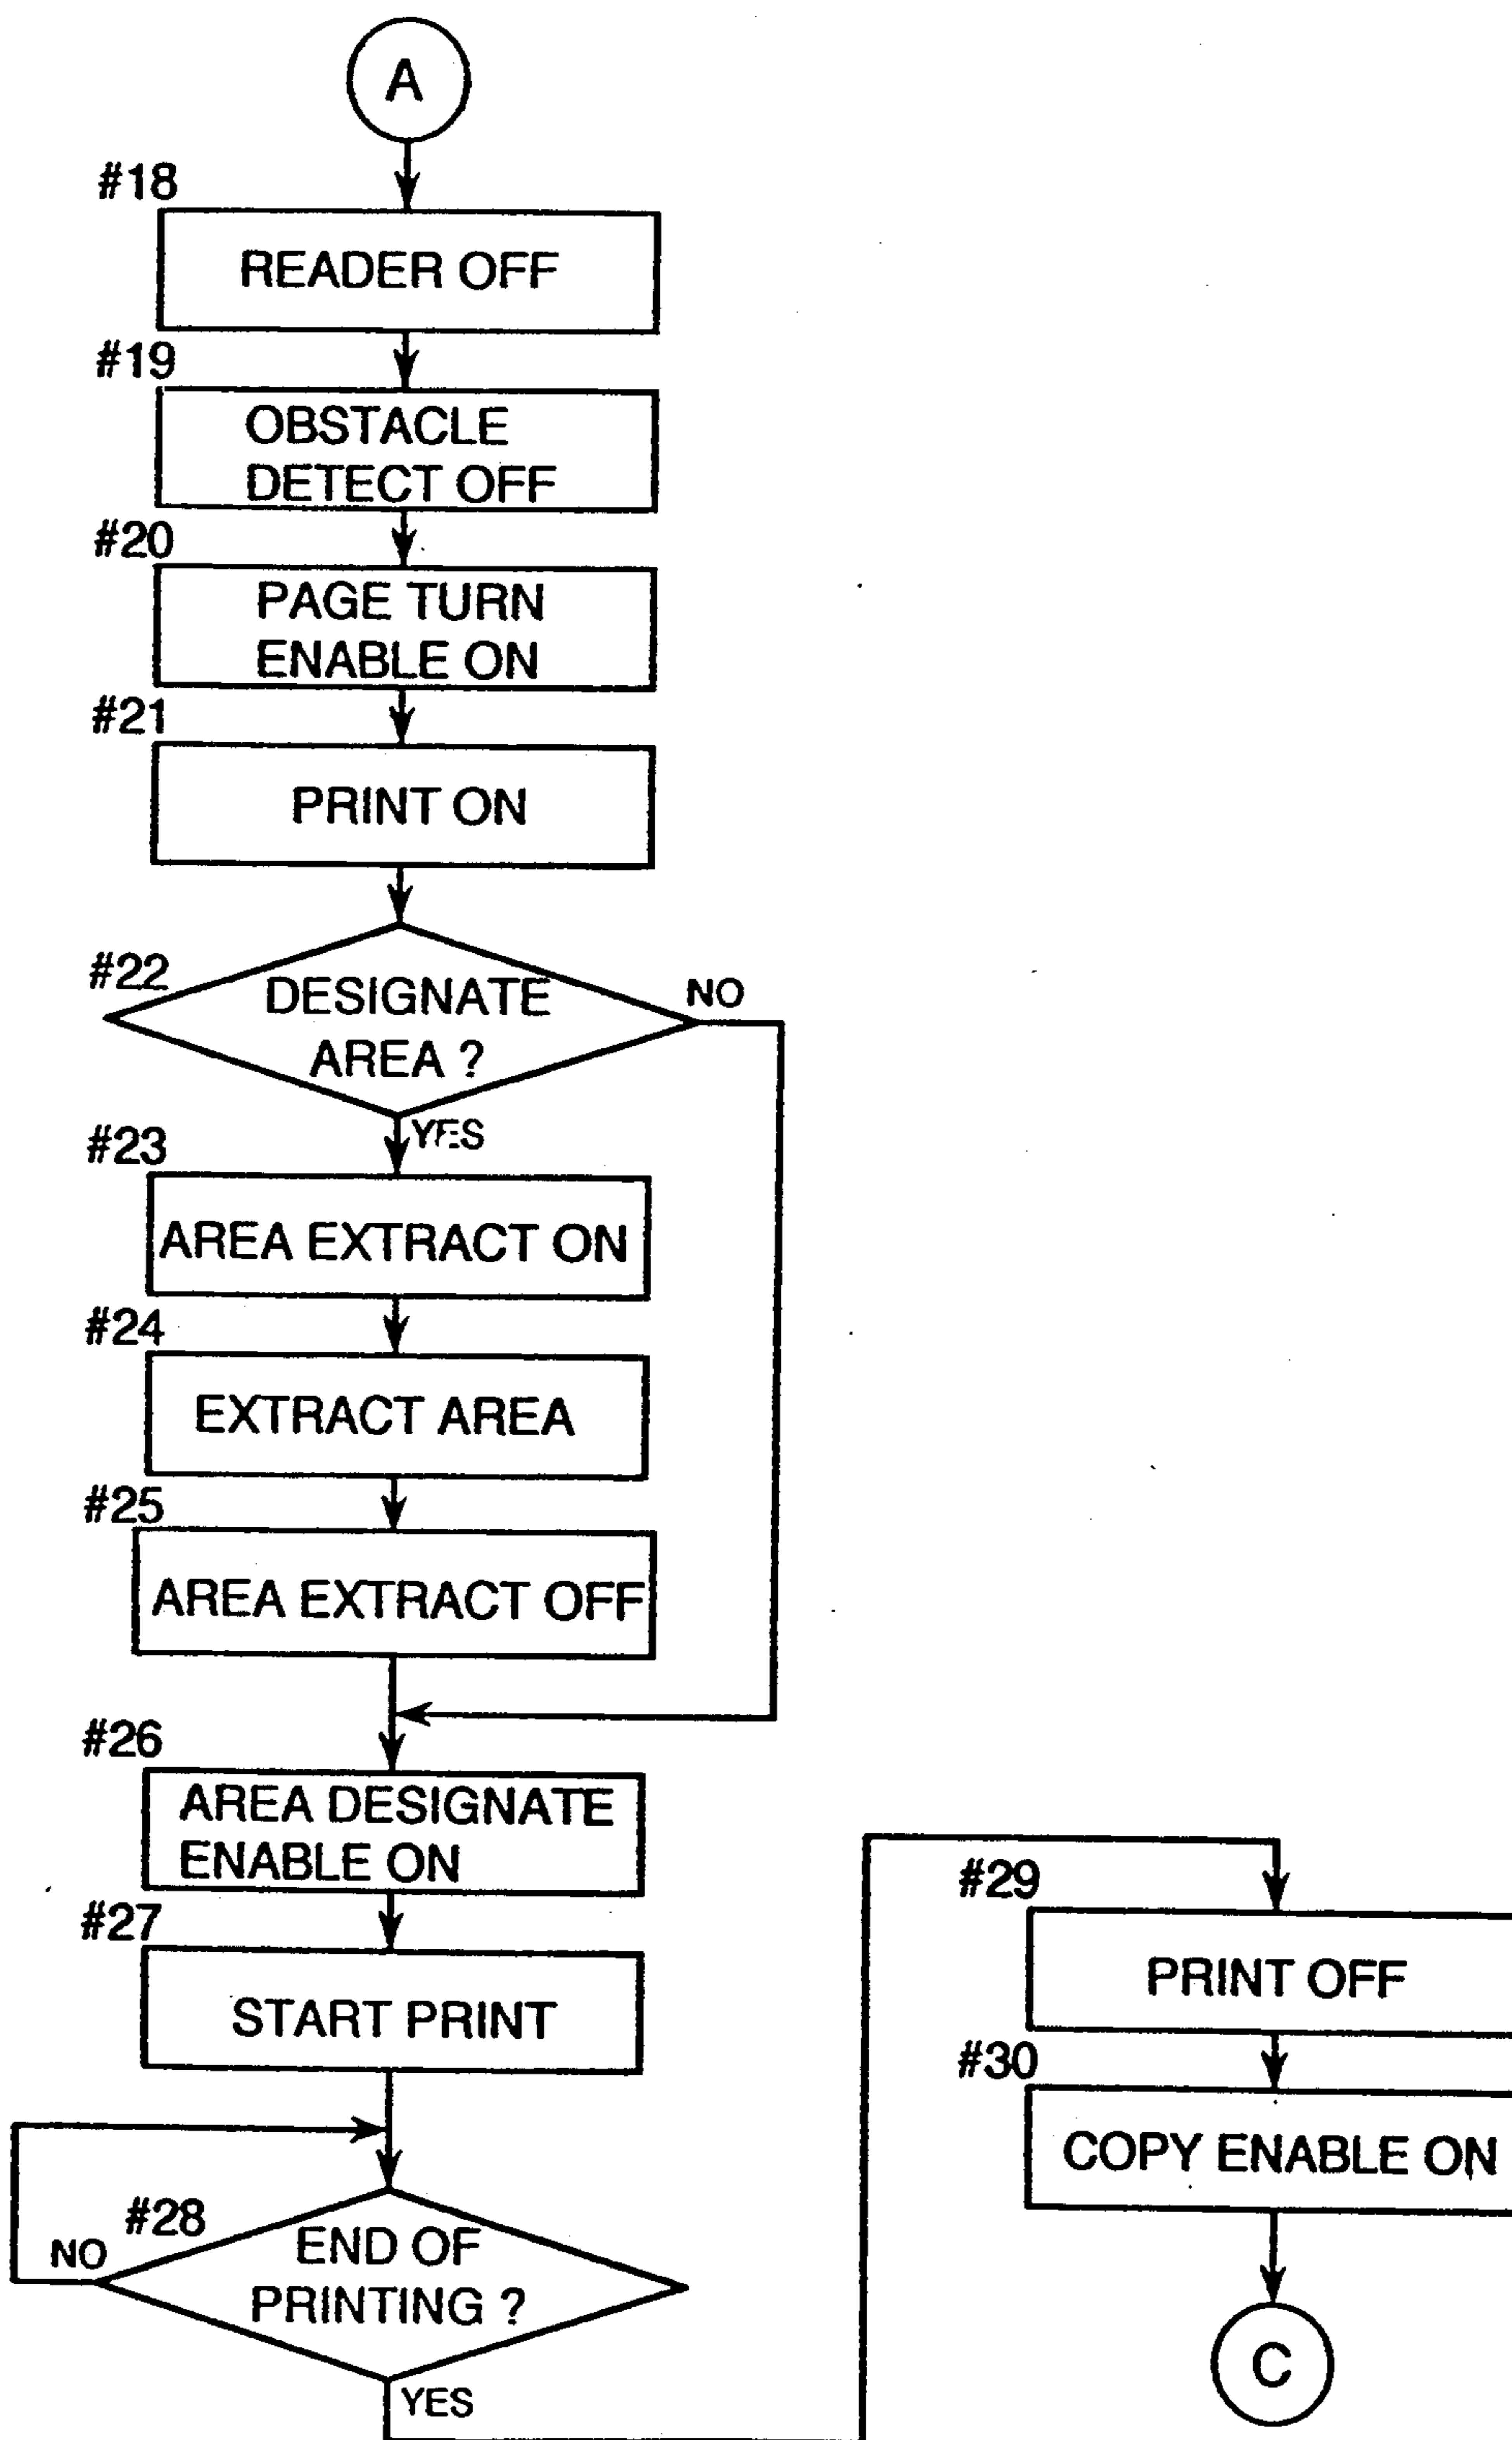 A
#18
READER OFF
#19
OBSTACLE
DETECT OFF
#20
PAGE TURN
ENABLE ON
#21
PRINT ON
#22
DESIGNATE
AREA ?
NO
YES
#23
AREA EXTRACT ON
#24
EXTRACT AREA
#25
AREA EXTRACT OFF
#26
AREA DESIGNATE
ENABLE ON
#27
START PRINT
#28
END OF
PRINTING ?
NO
YES
#29
PRINT OFF
#30
COPY ENABLE ON
C